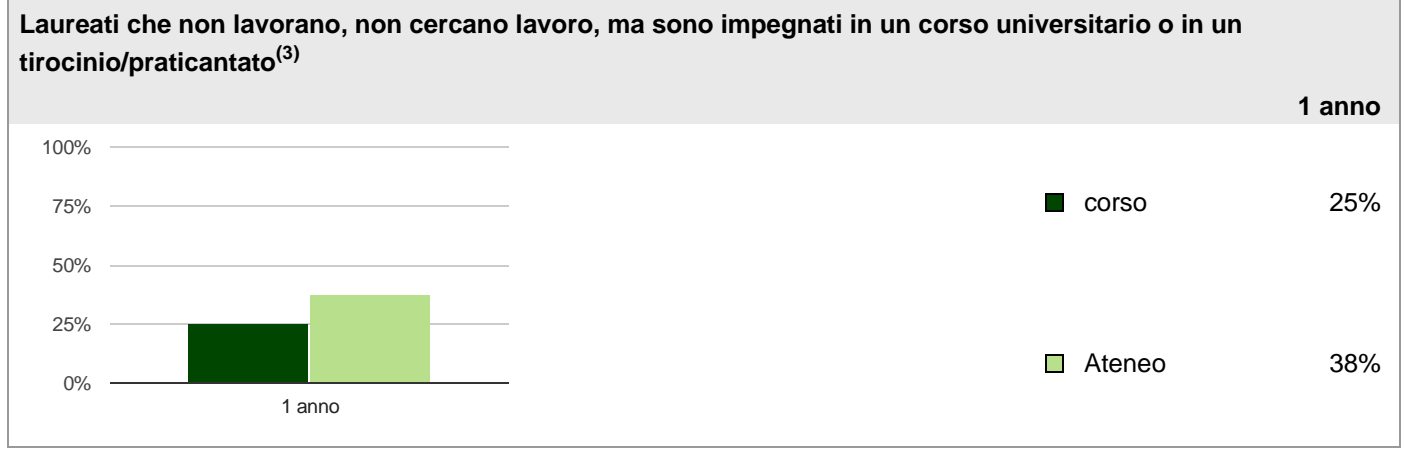 Laureati che non lavorano, non cercano lavoro, ma sono impegnati in un corso universitario o in un
tirocinio/praticantato(3)
1 anno
100%
75%
50%
25%
0%
1 anno
corso 25%
Ateneo 38%